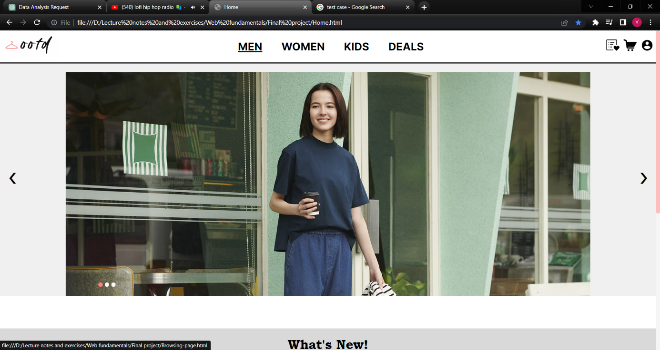 Data Analysis Request
(548) lofi hip hop radio
Home
test case - Google Search
File
file:///D:/Lecture%20notes%20and%20exercises/Web%20fundamentals/Final%20project/Home.html
ootd
MEN
WOMEN
KIDS
DEALS
What's New!
file:///D:/Lecture notes and exercises/Web fundamentals/Final project/Browsing-page.html